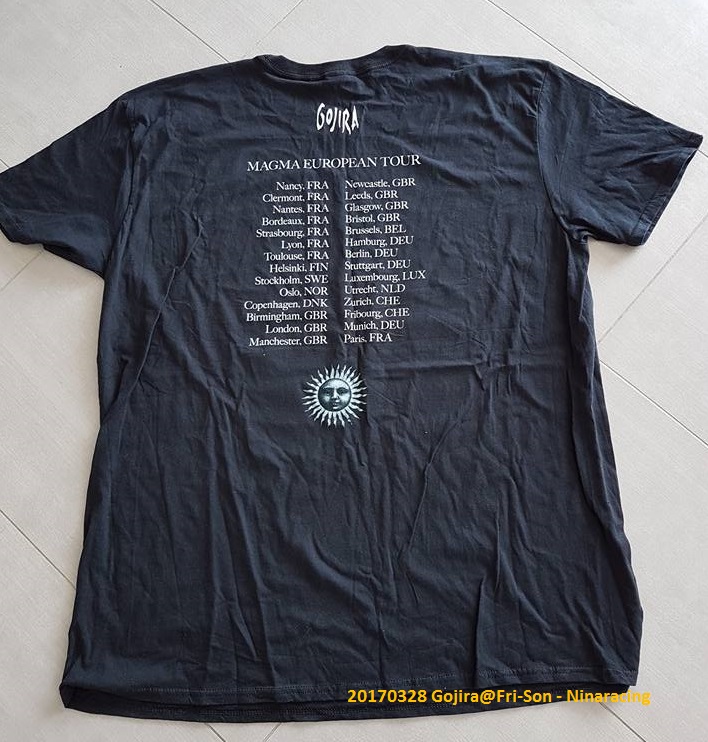 GOJIRA
MAGMA EUROPEAN TOUR
Nancy, FRA
Clermont, FRA
Nantes, FRA
Bordeaux, FRA
Strasbourg, FRA
Lyon, FRA
Toulouse, FRA
Helsinki, FIN
Stockholm, SWE
Oslo, NOR
Copenhagen, DNK
Birmingham, GBR
London, GBR
Manchester, GBR
Newcastle, GBR
Leeds, GBR
Glasgow, GBR
Bristol, GBR
Brussels, BEL
Hamburg, DEU
Berlin, DEU
Stuttgart, DEU
Luxembourg, LUX
Utrecht, NLD
Zurich, CHE
Fribourg, CHE
Munich, DEU
Paris, FRA
20170328 Gojira@Fri-Son - Ninaracing